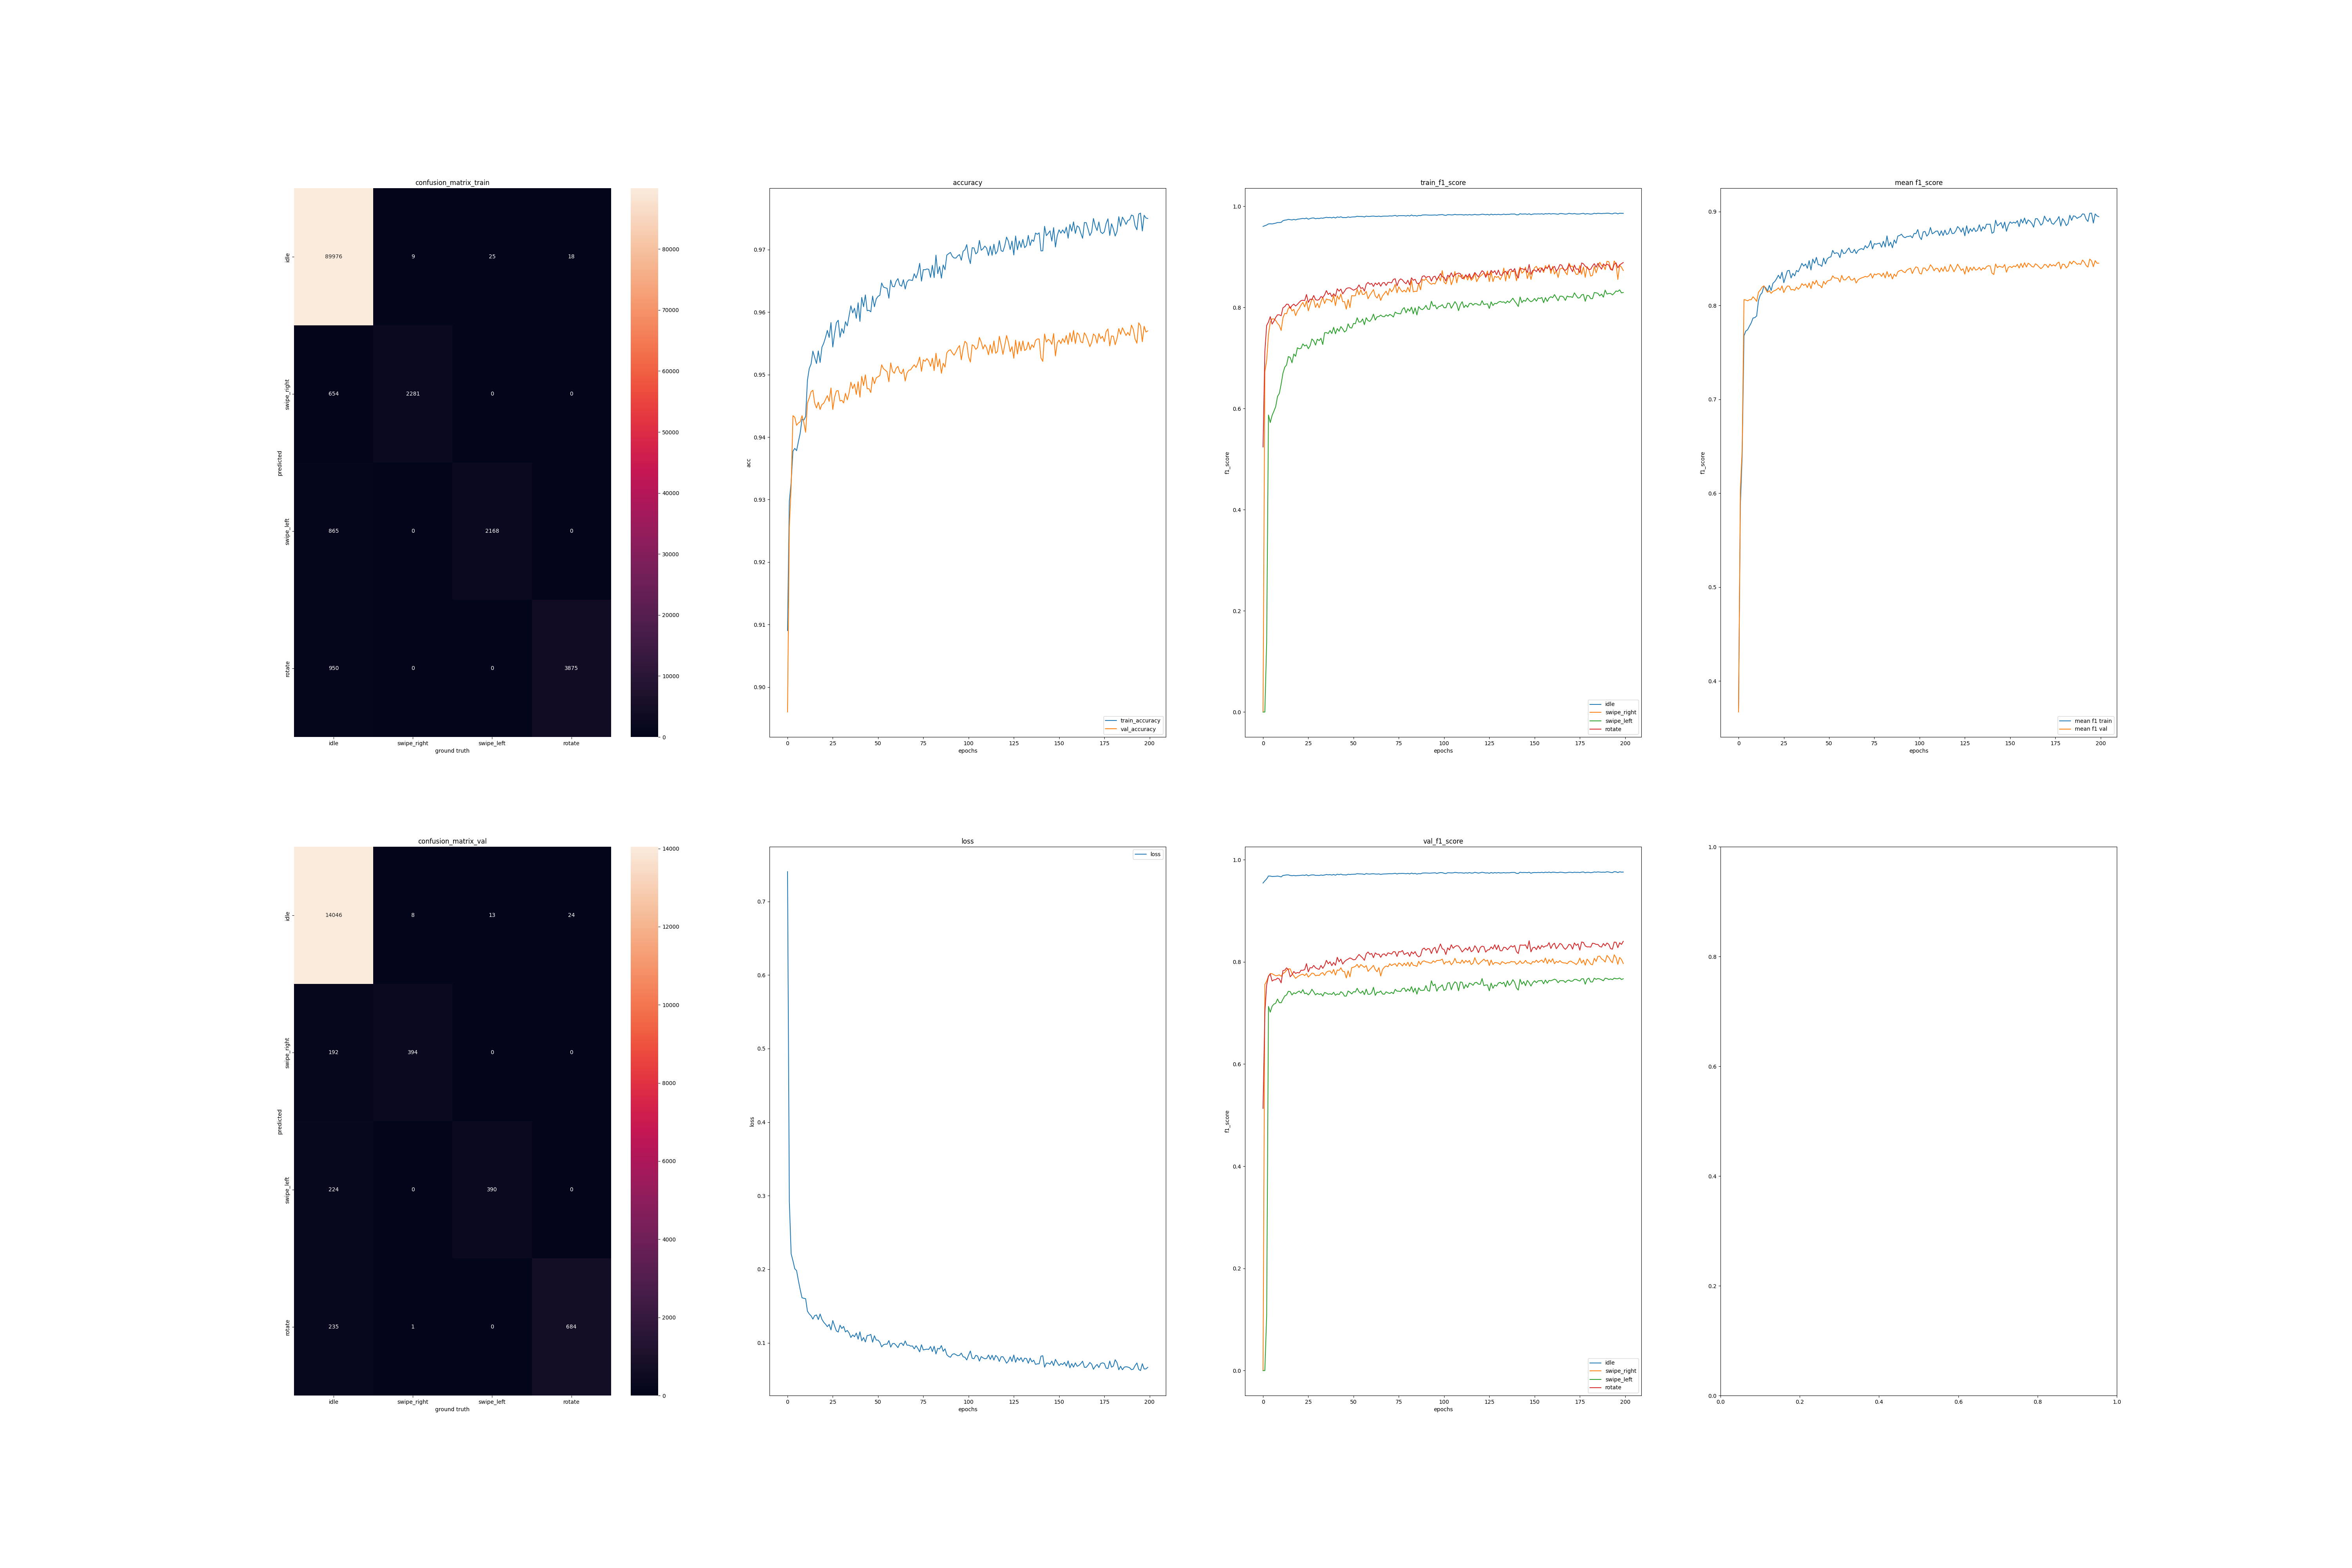 confusion_matrix_train
idle
swipe_right
swipe_left
rotate
predicted
89976 9 25 18
654 2281 0 0
865 0 2168 0
950 0 0 3875
idle swipe_right swipe_left rotate
ground truth
80000
70000
60000
50000
40000
30000
20000
10000
0
accuracy
acc
0.97
0.96
0.95
0.94
0.93
0.92
0.91
0.90
0 25 50 75 100 125 150 175 200
epochs
train_accuracy
val_accuracy
train_f1_score
f1_score
1.0
0.8
0.6
0.4
0.2
0.0
0 25 50 75 100 125 150 175 200
epochs
idle
swipe_right
swipe_left
rotate
mean f1_score
f1_score
0.9
0.8
0.7
0.6
0.5
0.4
0 25 50 75 100 125 150 175 200
epochs
mean f1 train
mean f1 val
confusion_matrix_val
idle
swipe_right
swipe_left
rotate
predicted
14046 8 13 24
192 394 0 0
224 0 390 0
235 1 0 684
idle swipe_right swipe_left rotate
ground truth
14000
12000
10000
8000
6000
4000
2000
0
loss
loss
0.7
0.6
0.5
0.4
0.3
0.2
0.1
0 25 50 75 100 125 150 175 200
epochs
loss
val_f1_score
f1_score
1.0
0.8
0.6
0.4
0.2
0.0
0 25 50 75 100 125 150 175 200
epochs
idle
swipe_right
swipe_left
rotate
1.0
0.8
0.6
0.4
0.2
0.0
0.0 0.2 0.4 0.6 0.8 1.0